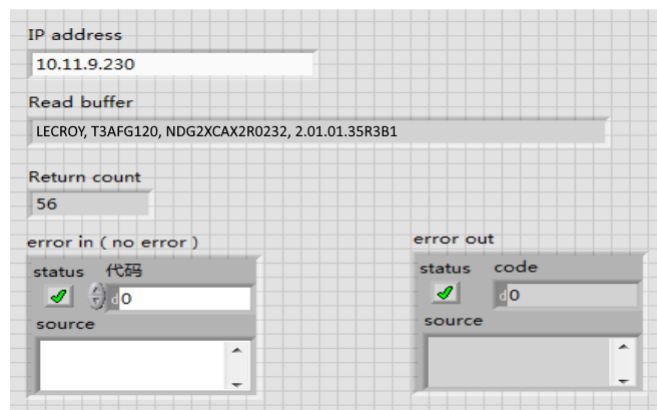 IP address
10.11.9.230
Read buffer
LECROY, T3AFG120, NDG2XCAX2R0232, 2.01.01.35R3B1
Return count
56
error in ( no error )
status 代码
d 0
source
error out
status code
d 0
source